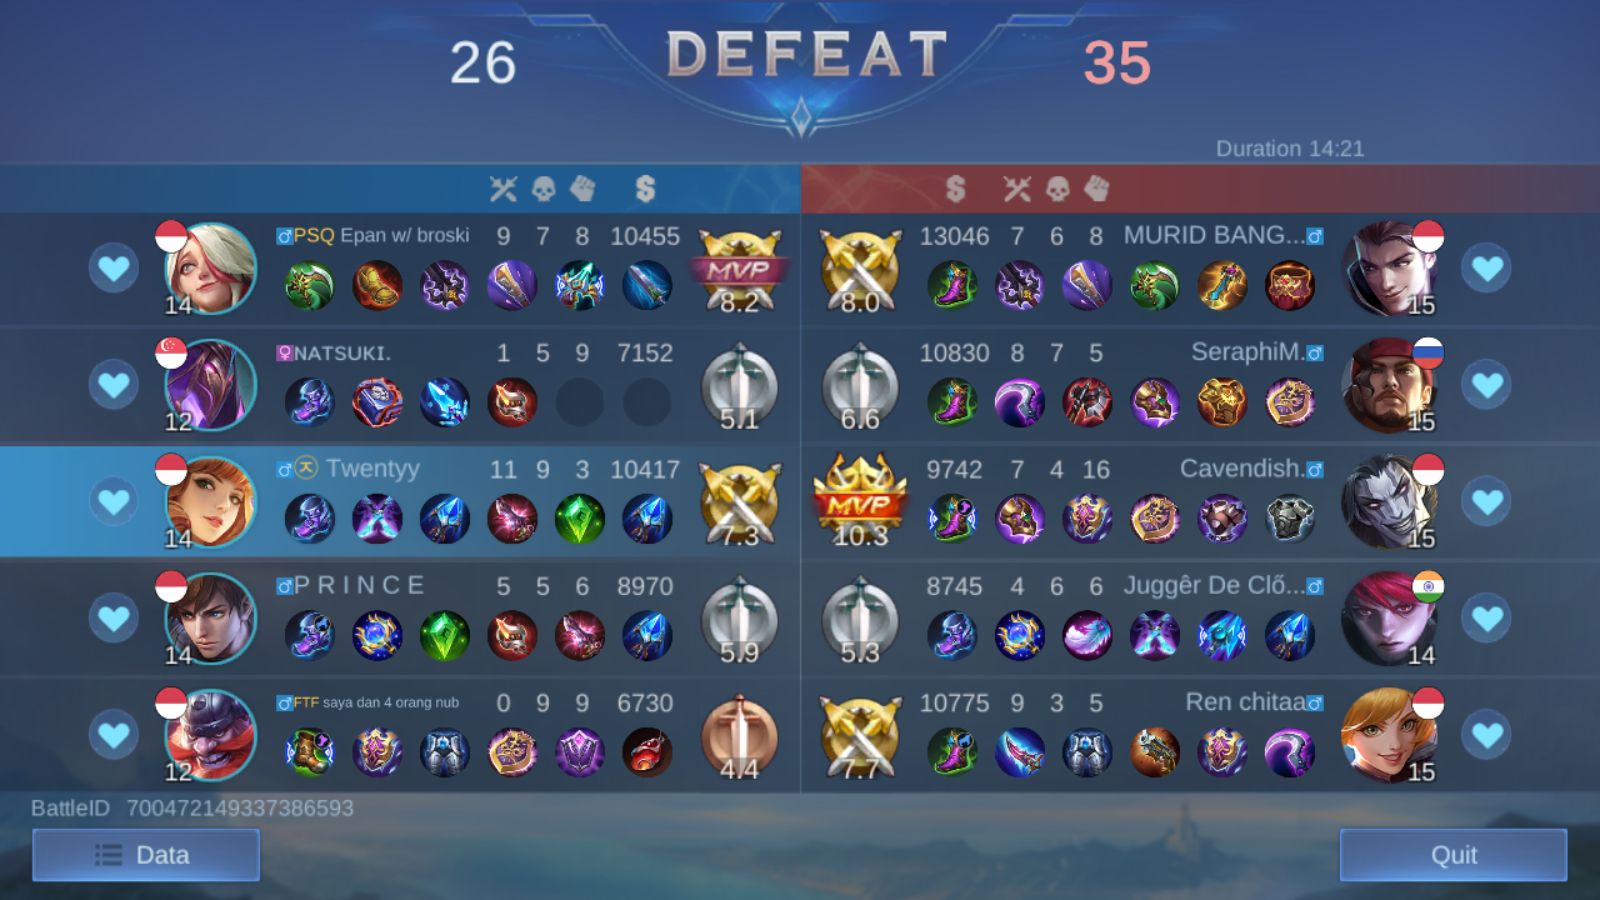 26 DEFEAT 35
Duration 14:21
PSQ Epan w/ broski 9 7 8 10455
14 MVP 8.2
13046 7 6 8 MURID BANG...
8.0 15
NATSUKI. 1 5 9 7152
12 5.1
10830 8 7 5 SeraphiM.
6.6 15
Twentyy 11 9 3 10417
14 7.3
9742 7 4 16 Cavendish.
MVP 10.3 15
P R I N C E 5 5 6 8970
14 5.9
8745 4 6 6 Juggêr De Clő...
5.3 14
FTF saya dan 4 orang nub 0 9 9 6730
12 4.4
10775 9 3 5 Ren chitaa
7.7 15
BattleID 700472149337386593
Data
Quit